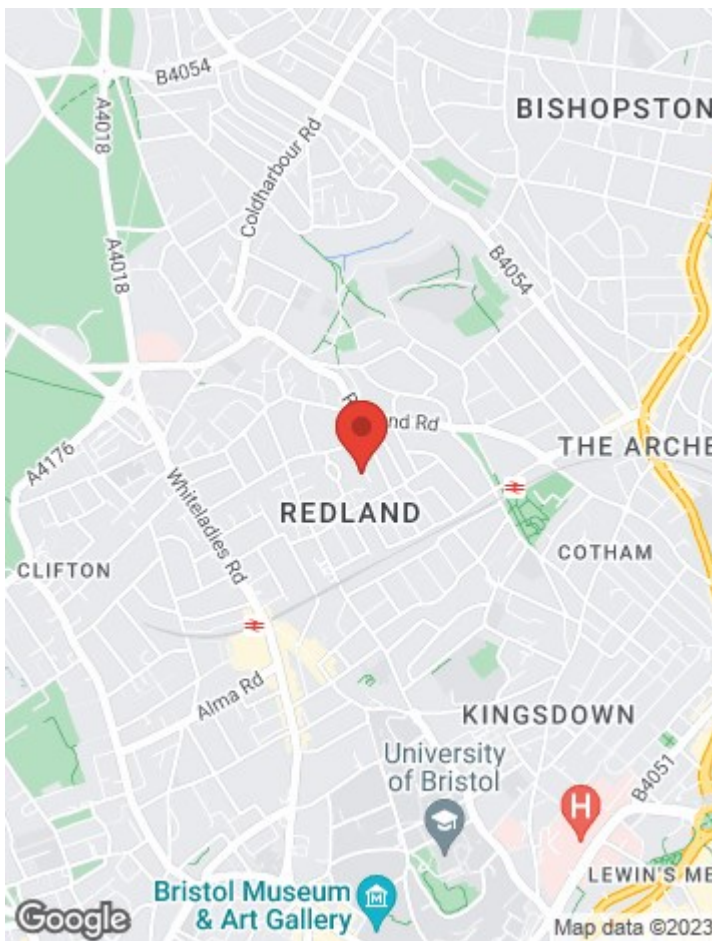 B4054
A4018
BISHOPSTON
Coldharbour Rd
A4018
B4054
nd Rd
THE ARCHE
A4176
Whiteladies Rd
REDLAND
COTHAM
CLIFTON
Alma Rd
KINGSDOWN
University
of Bristol
B4051
H
LEWIN'S ME
Bristol Museum
& Art Gallery
M
Google
Map data ©2023